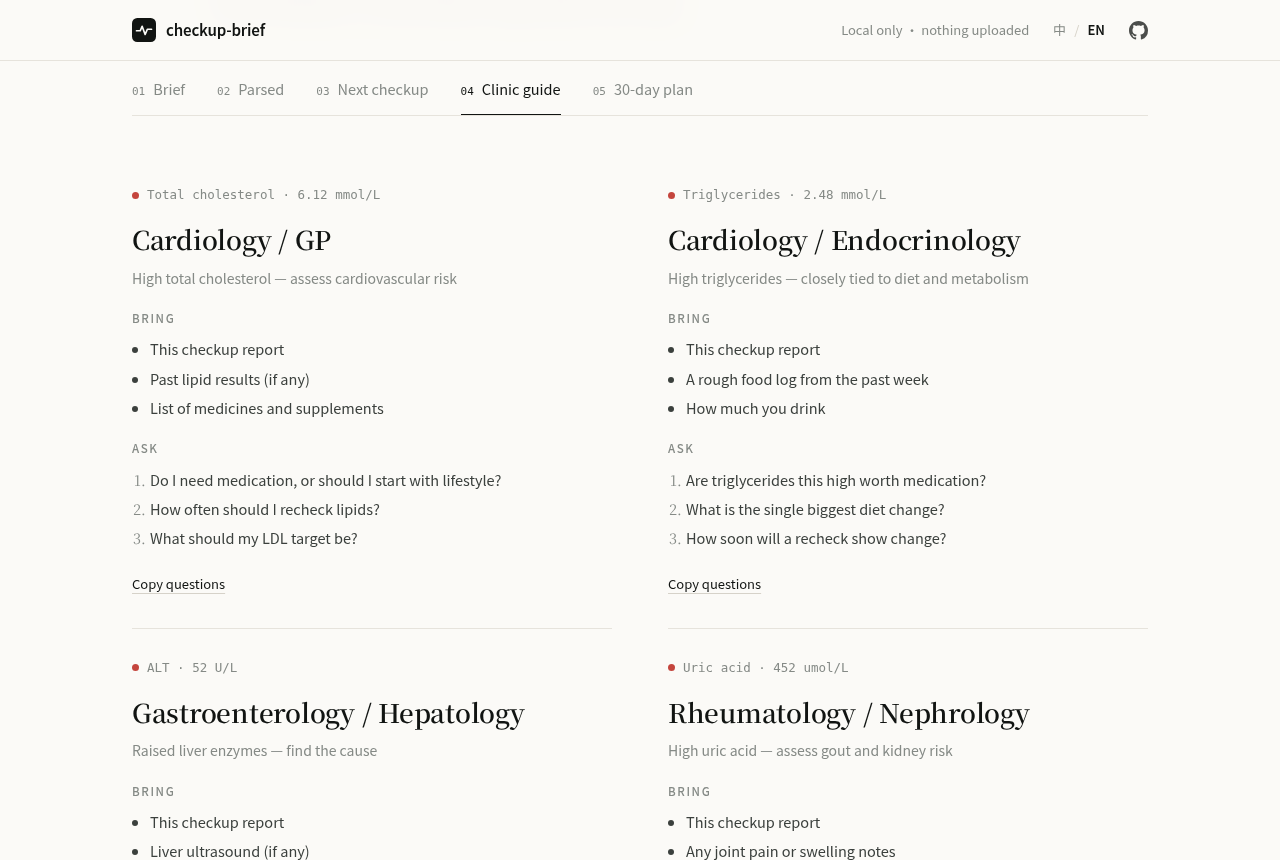 checkup-brief
Local only • nothing uploaded
中 / EN
01 Brief
02 Parsed
03 Next checkup
04 Clinic guide
05 30-day plan
Total cholesterol · 6.12 mmol/L
Cardiology / GP
High total cholesterol — assess cardiovascular risk
BRING
This checkup report
Past lipid results (if any)
List of medicines and supplements
ASK
1. Do I need medication, or should I start with lifestyle?
2. How often should I recheck lipids?
3. What should my LDL target be?
Copy questions
Triglycerides · 2.48 mmol/L
Cardiology / Endocrinology
High triglycerides — closely tied to diet and metabolism
BRING
This checkup report
A rough food log from the past week
How much you drink
ASK
1. Are triglycerides this high worth medication?
2. What is the single biggest diet change?
3. How soon will a recheck show change?
Copy questions
ALT · 52 U/L
Gastroenterology / Hepatology
Raised liver enzymes — find the cause
BRING
This checkup report
Liver ultrasound (if any)
Uric acid · 452 umol/L
Rheumatology / Nephrology
High uric acid — assess gout and kidney risk
BRING
This checkup report
Any joint pain or swelling notes